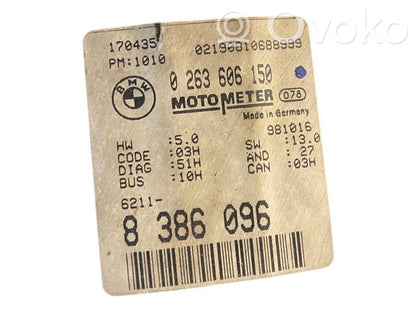 © Ovoko
170435 02190810688999
PM:1010
BMW
0 263 606 150
MOTOMETER 078
Made in Germany
981016
HW :5.0 SW :13.0
CODE :03H AND :27
DIAG :51H CAN :03H
BUS :10H
6211-
8 386 096